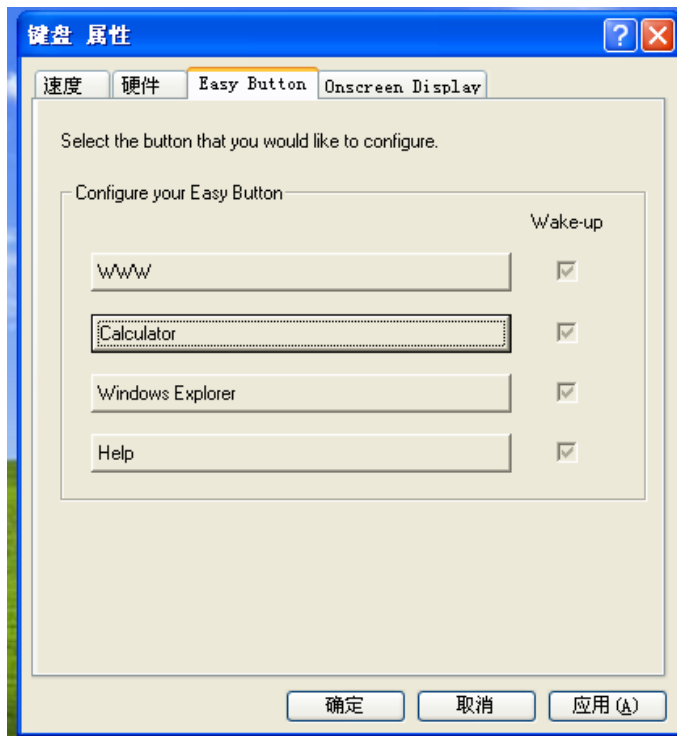 键盘 属性
速度 硬件 Easy Button Onscreen Display
Select the button that you would like to configure.
Configure your Easy Button
Wake-up
WWW
Calculator
Windows Explorer
Help
确定 取消 应用(A)